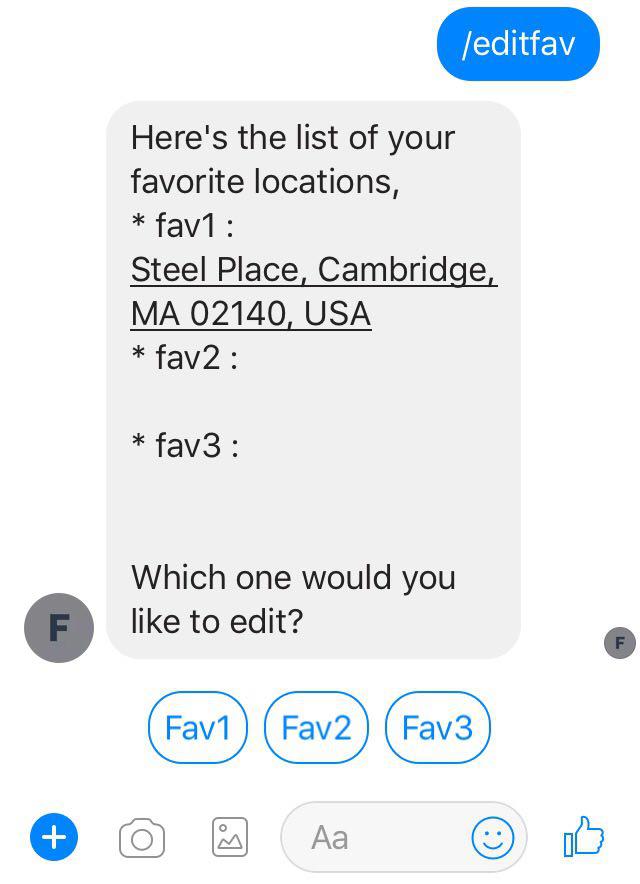 /editfav
Here's the list of your
favorite locations,
* fav1 :
Steel Place, Cambridge,
MA 02140, USA
* fav2 :
* fav3 :
Which one would you
like to edit?
F
F
Fav1 Fav2 Fav3
Aa